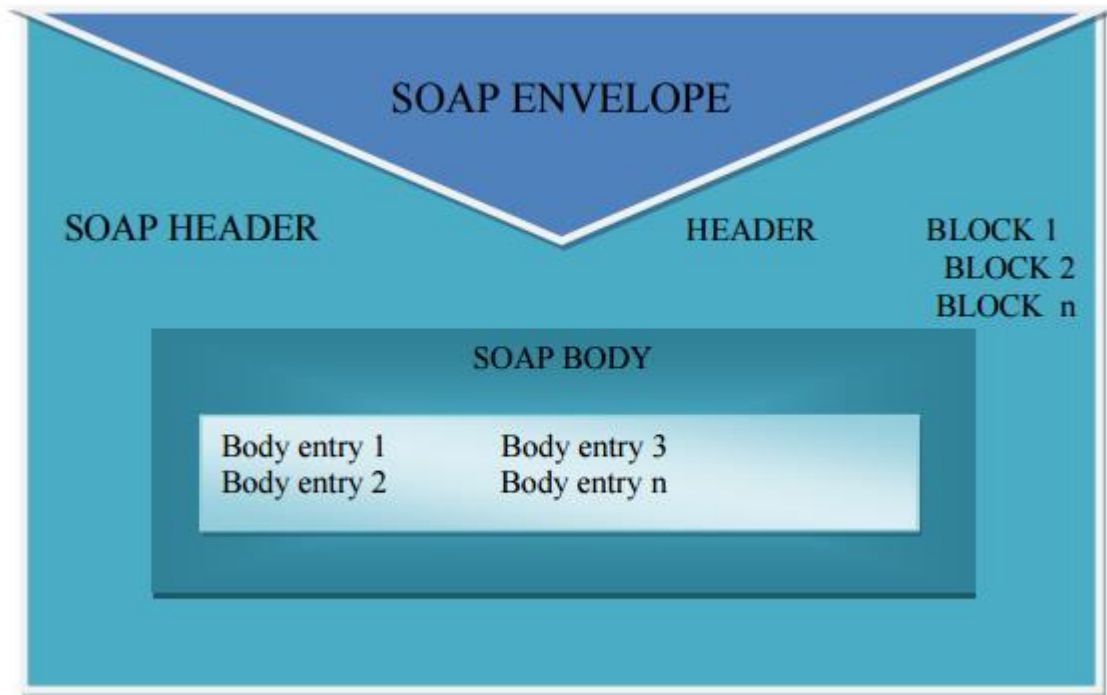 SOAP ENVELOPE
SOAP HEADER HEADER BLOCK 1
BLOCK 2
BLOCK n
SOAP BODY
Body entry 1 Body entry 3
Body entry 2 Body entry n